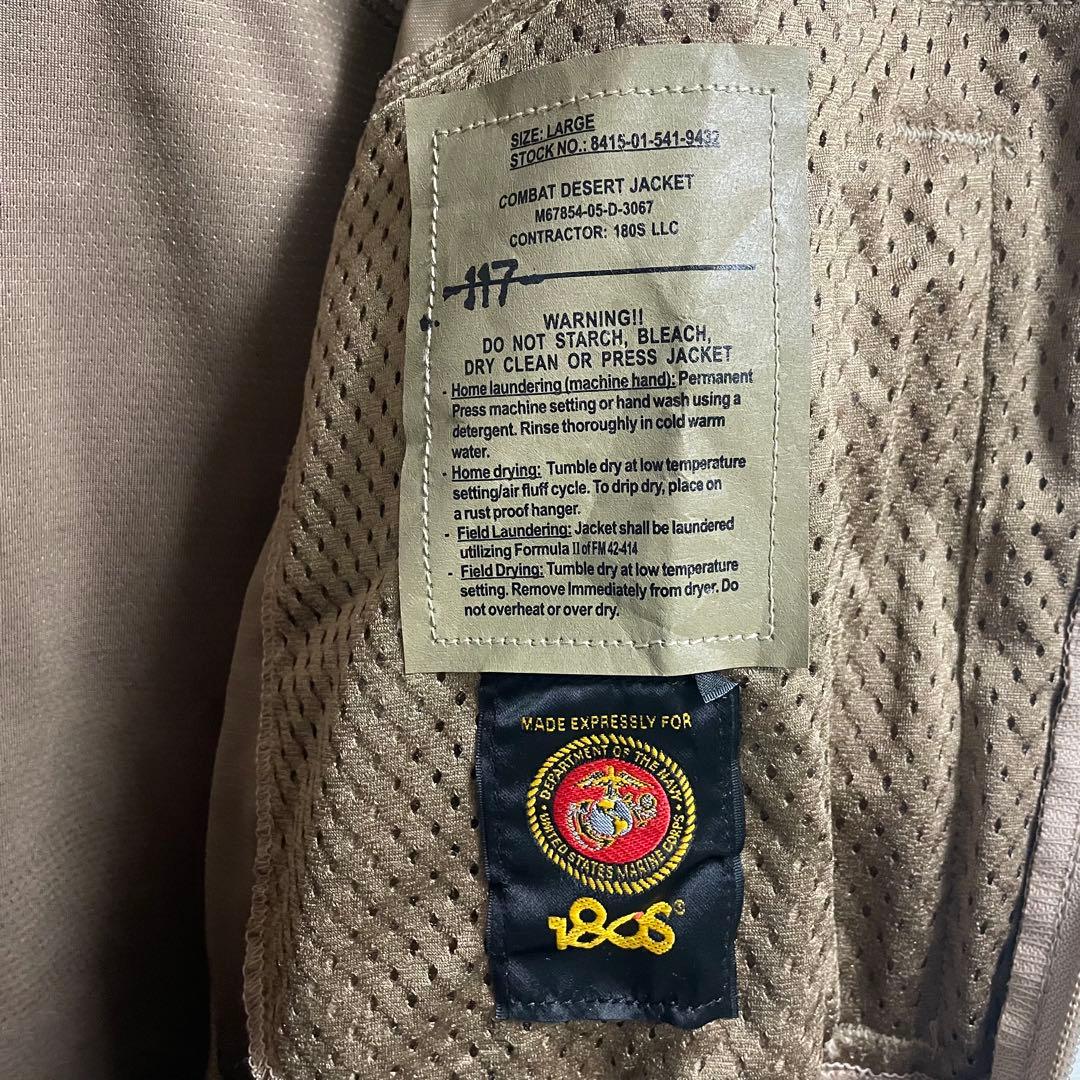 SIZE: LARGE
STOCK NO.: 8415-01-541-9432
COMBAT DESERT JACKET
M67854-05-D-3067
CONTRACTOR: 180S LLC
117
WARNING!!
DO NOT STARCH, BLEACH,
DRY CLEAN OR PRESS JACKET
- Home laundering (machine hand): Permanent
Press machine setting or hand wash using a
detergent. Rinse thoroughly in cold warm
water.
- Home drying: Tumble dry at low temperature
setting/air fluff cycle. To drip dry, place on
a rust proof hanger.
- Field Laundering: Jacket shall be laundered
utilizing Formula II of FM 42-414
- Field Drying: Tumble dry at low temperature
setting. Remove Immediately from dryer. Do
not overheat or over dry.
MADE EXPRESSLY FOR
DEPARTMENT OF THE NAVY
UNITED STATES MARINE CORPS
180s®